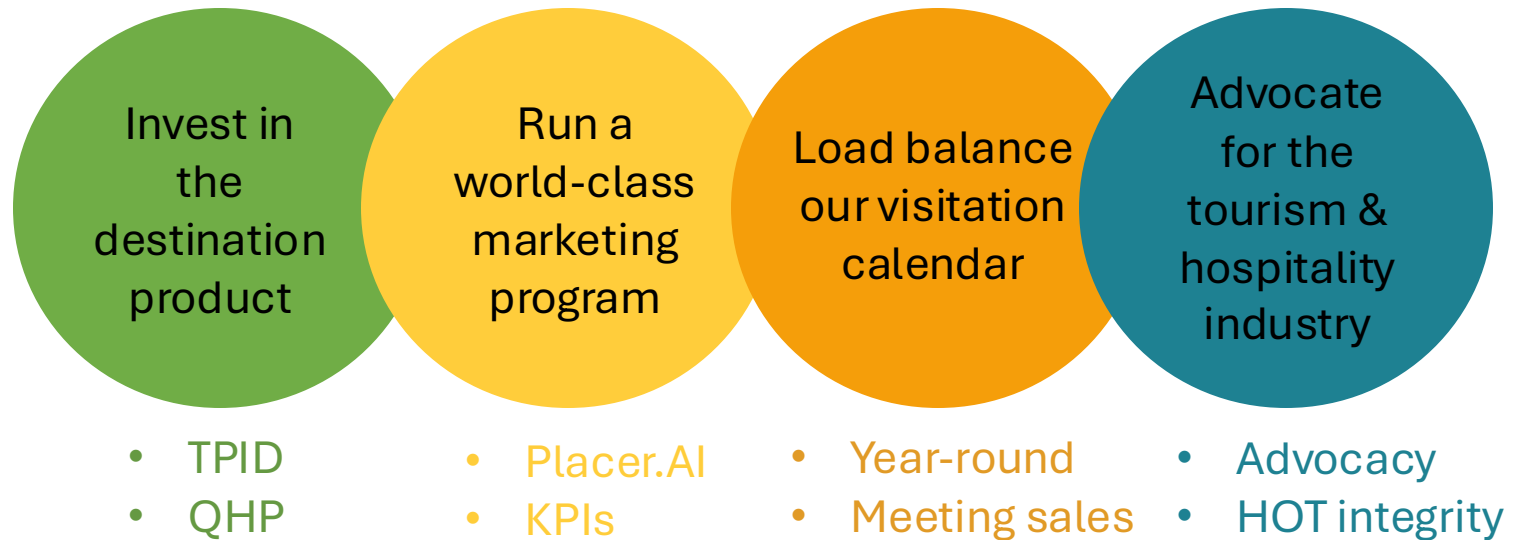 Invest in
the
destination
product
Run a
world-class
marketing
program
Load balance
our visitation
calendar
Advocate
for the
tourism &
hospitality
industry
• TPID
• QHP
• Placer.AI
• KPIs
• Year-round
• Meeting sales
• Advocacy
• HOT integrity